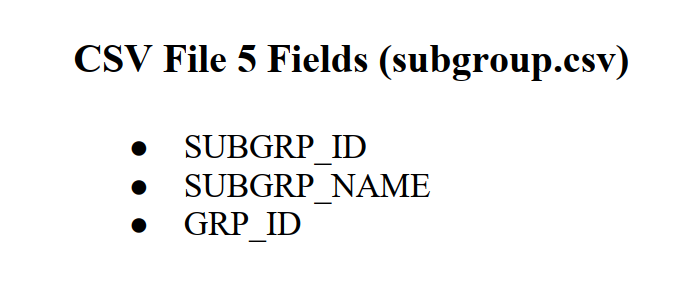 CSV File 5 Fields (subgroup.csv)
● SUBGRP_ID
● SUBGRP_NAME
● GRP_ID